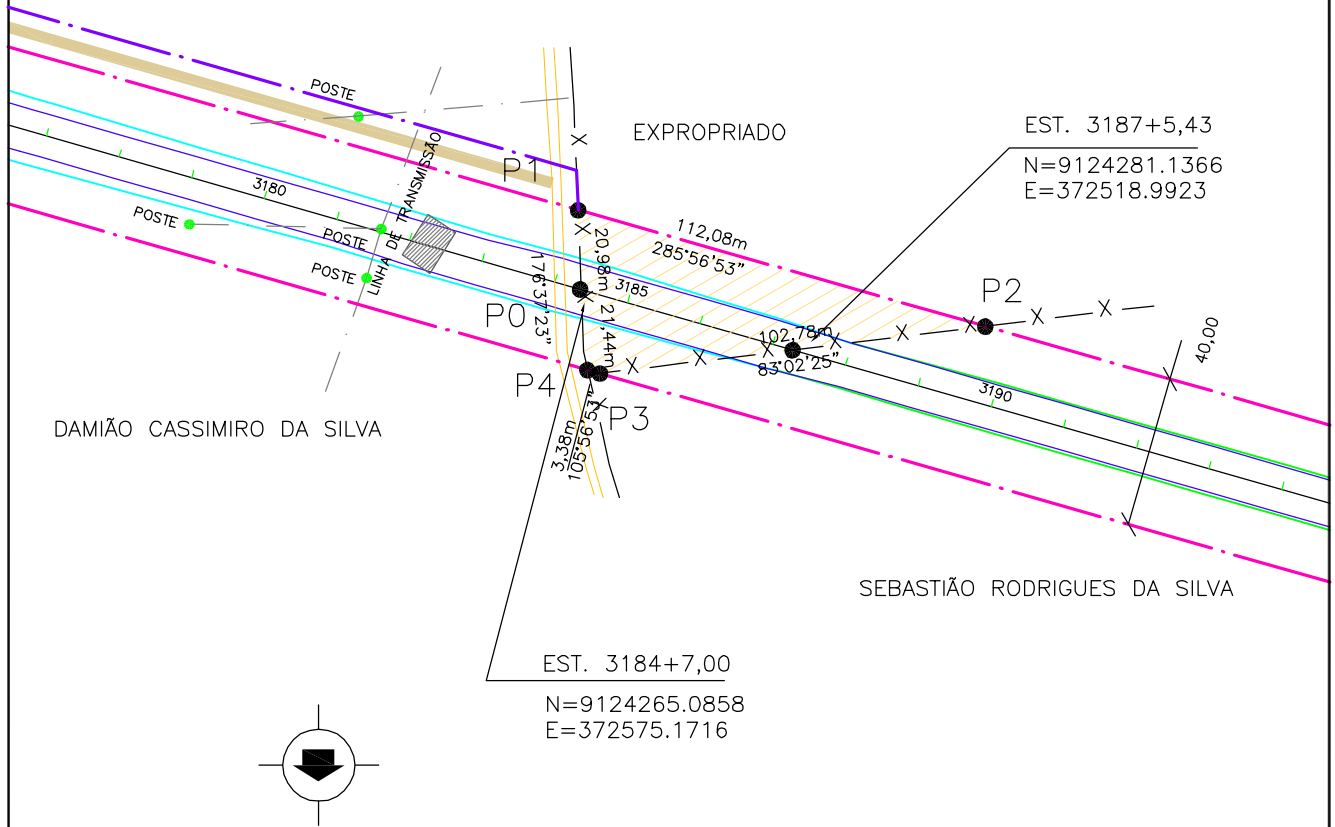 POSTE
P1
EXPROPRIADO
EST. 3187+5,43
N=9124281.1366
E=372518.9923
3180
LINHA DE TRANSMISSÃO
POSTE
POSTE
POSTE
112,08m
285°56'53"
20,98m
176°37'23"
3185
P0
21,44m
P2
102,78m
83°02'25"
40,00
P4
P3
3190
3,38m
105°56'53"
DAMIÃO CASSIMIRO DA SILVA
SEBASTIÃO RODRIGUES DA SILVA
EST. 3184+7,00
N=9124265.0858
E=372575.1716